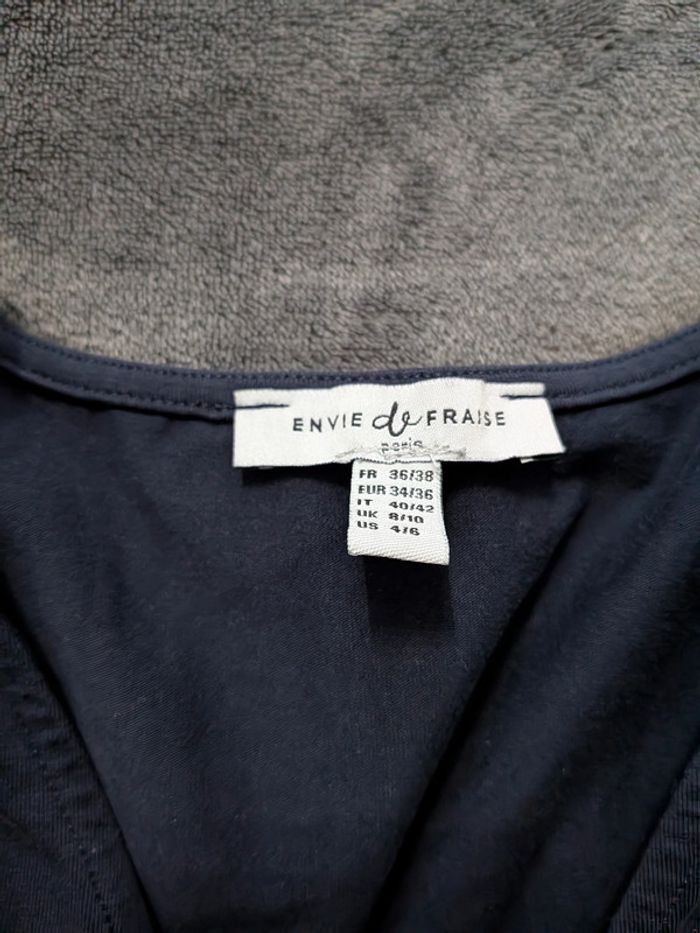 ENVIE de FRAISE
paris
FR 36/38
EUR 34/36
IT 40/42
UK 8/10
US 4/6